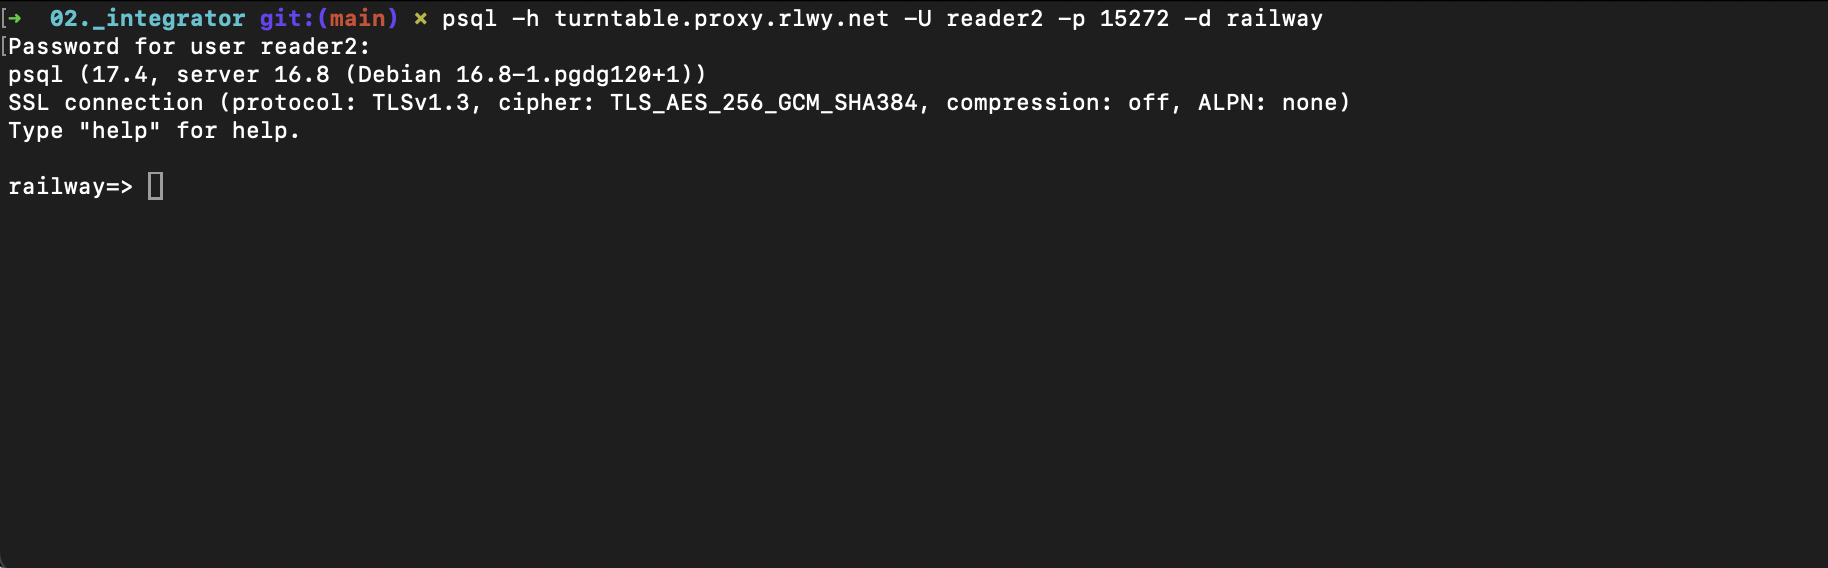 [➜  02._integrator git:(main) ✗ psql -h turntable.proxy.rlwy.net -U reader2 -p 15272 -d railway
[Password for user reader2:
psql (17.4, server 16.8 (Debian 16.8-1.pgdg120+1))
SSL connection (protocol: TLSv1.3, cipher: TLS_AES_256_GCM_SHA384, compression: off, ALPN: none)
Type "help" for help.
railway=>